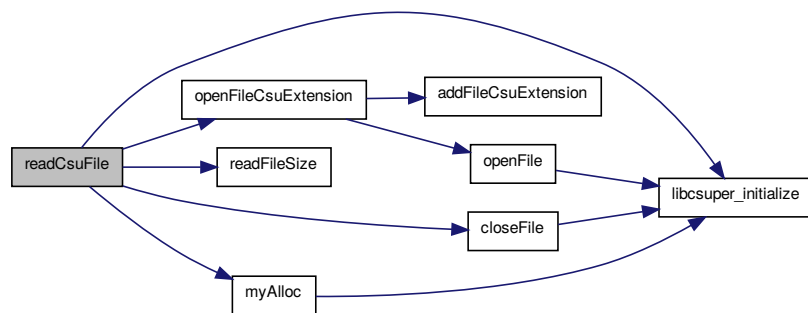 openFileCsuExtension
addFileCsuExtension
readCsuFile
readFileSize
openFile
libcsuper_initialize
closeFile
myAlloc